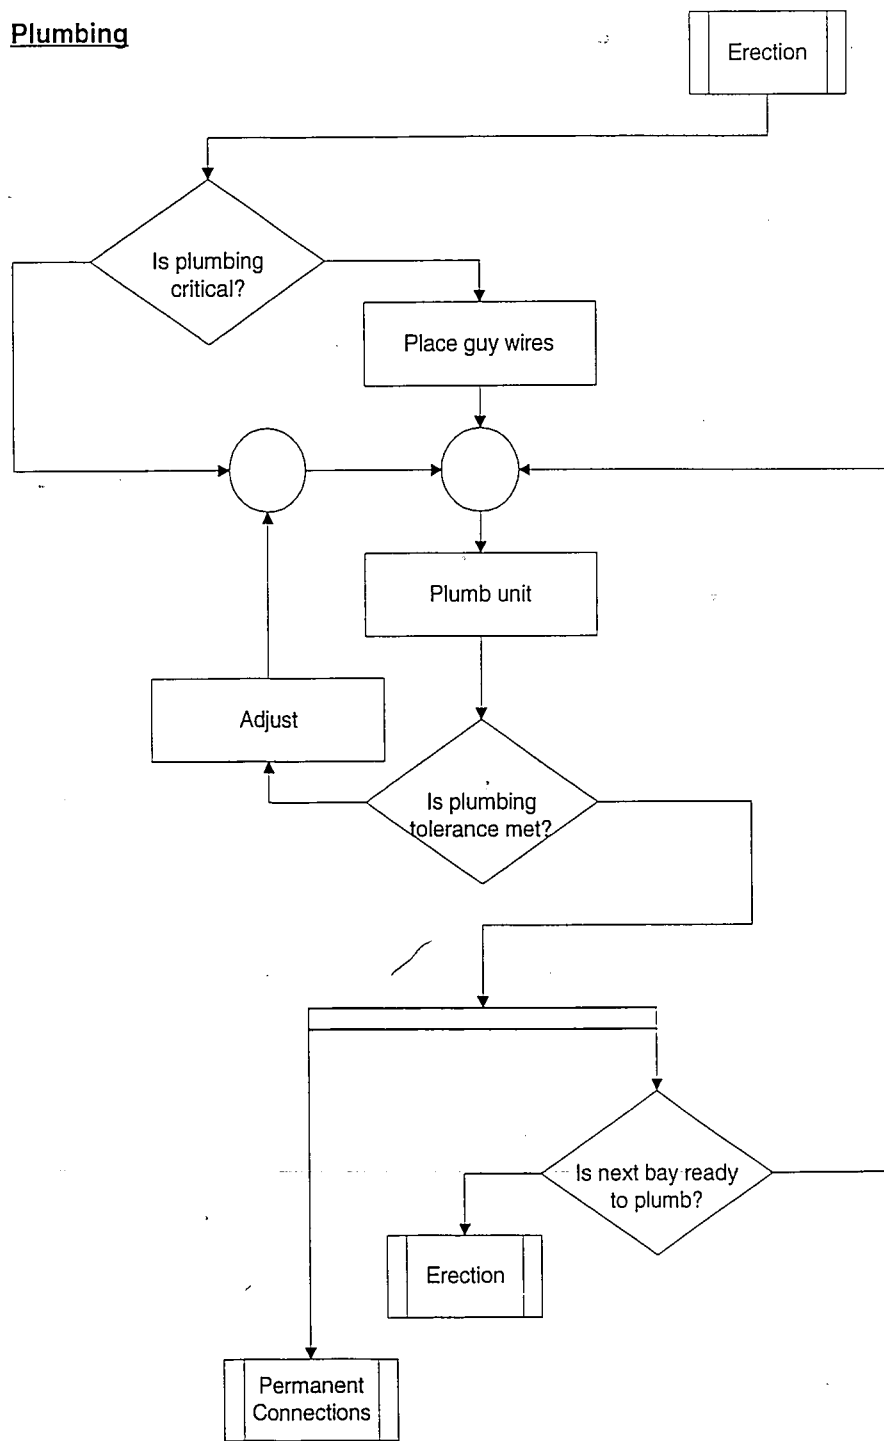 Plumbing
Erection
Is plumbing
critical?
Place guy wires
Plumb unit
Adjust
Is plumbing
tolerance met?
Is next bay ready
to plumb?
Erection
Permanent
Connections